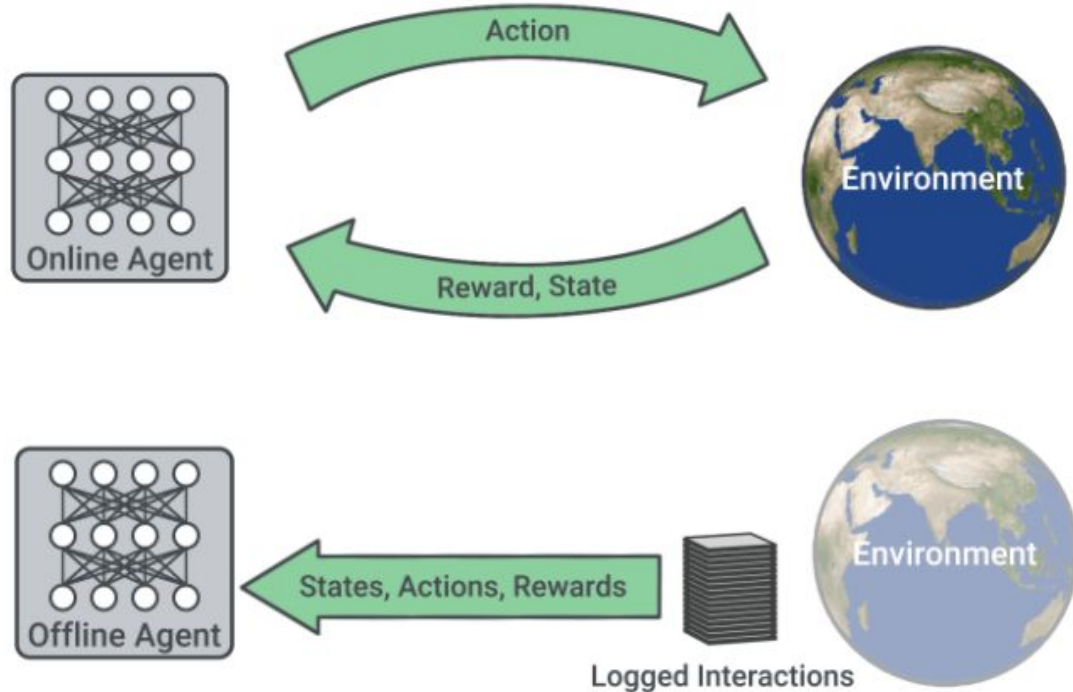 Action
Environment
Online Agent
Reward, State
Environment
States, Actions, Rewards
Offline Agent
Logged Interactions